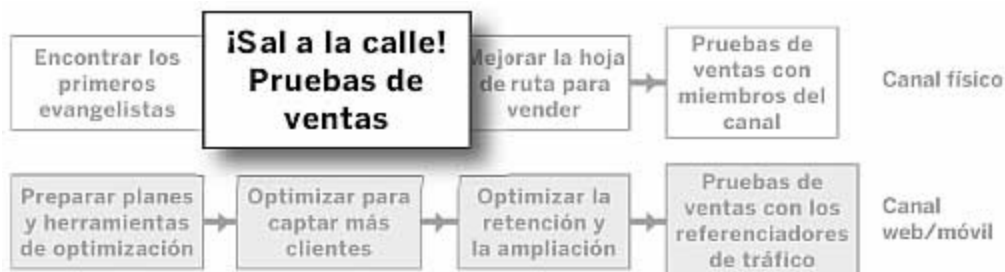 Encontrar los
primeros
evangelistas
¡Sal a la calle!
Pruebas de
ventas
Mejorar la hoja
de ruta para
vender
Pruebas de
ventas con
miembros del
canal
Canal físico
Preparar planes
y herramientas
de optimización
Optimizar para
captar más
clientes
Optimizar la
retención y
la ampliación
Pruebas de
ventas con los
referenciadores
de tráfico
Canal
web/móvil